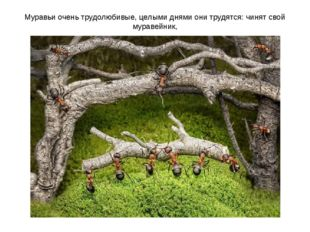 Муравьи очень трудолюбивые, целыми днями они трудятся: чинят свой
муравейник,